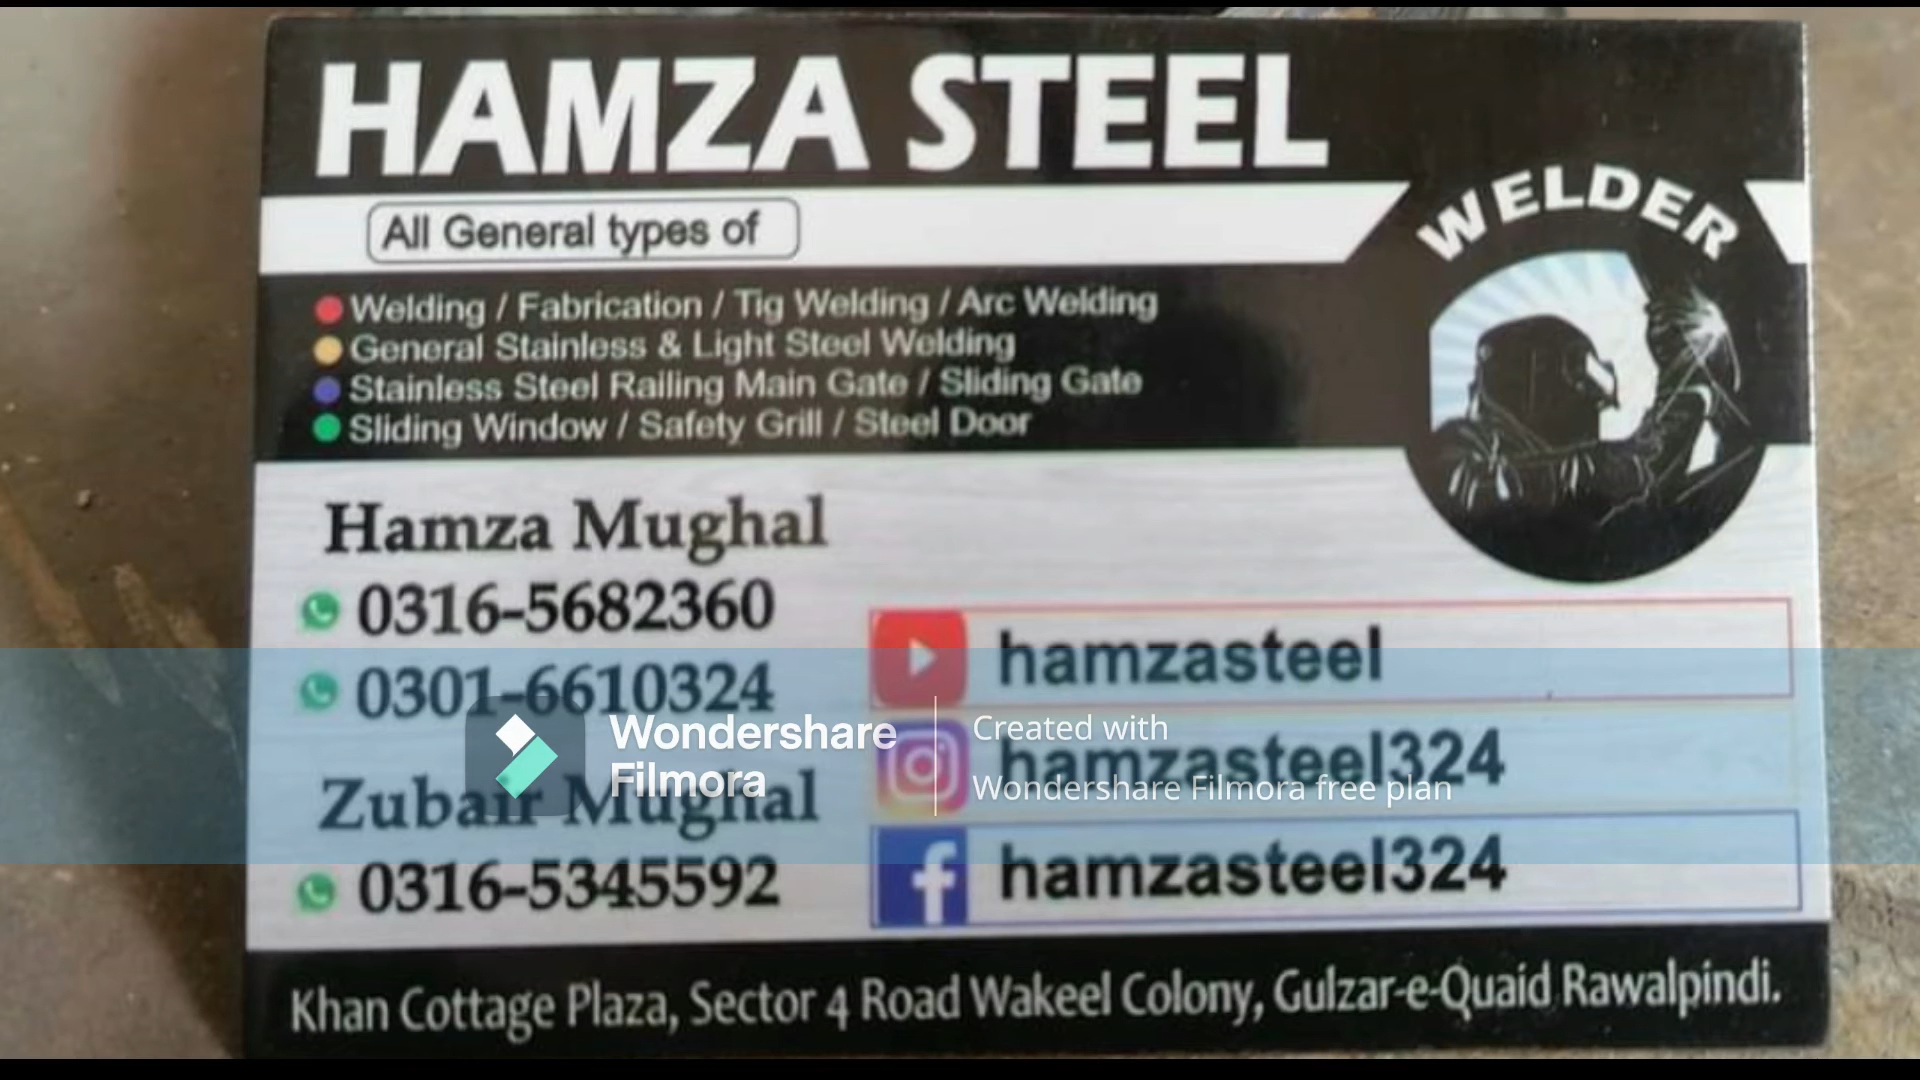 HAMZA STEEL
WELDER
All General types of
Welding / Fabrication / Tig Welding / Arc Welding
General Stainless & Light Steel Welding
Stainless Steel Railing Main Gate / Sliding Gate
Sliding Window / Safety Grill / Steel Door
Hamza Mughal
0316-5682360
0301-6610324
Zubair Mughal
0316-5345592
hamzasteel
hamzasteel324
hamzasteel324
Wondershare
Filmora
Created with
Wondershare Filmora free plan
Khan Cottage Plaza, Sector 4 Road Wakeel Colony, Gulzar-e-Quaid Rawalpindi.